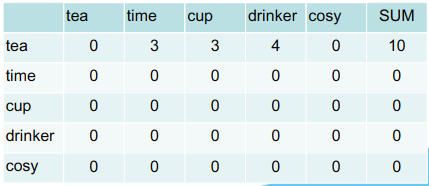 tea time cup drinker cosy SUM
tea 0 3 3 4 0 10
time 0 0 0 0 0 0
cup 0 0 0 0 0 0
drinker 0 0 0 0 0 0
cosy 0 0 0 0 0 0